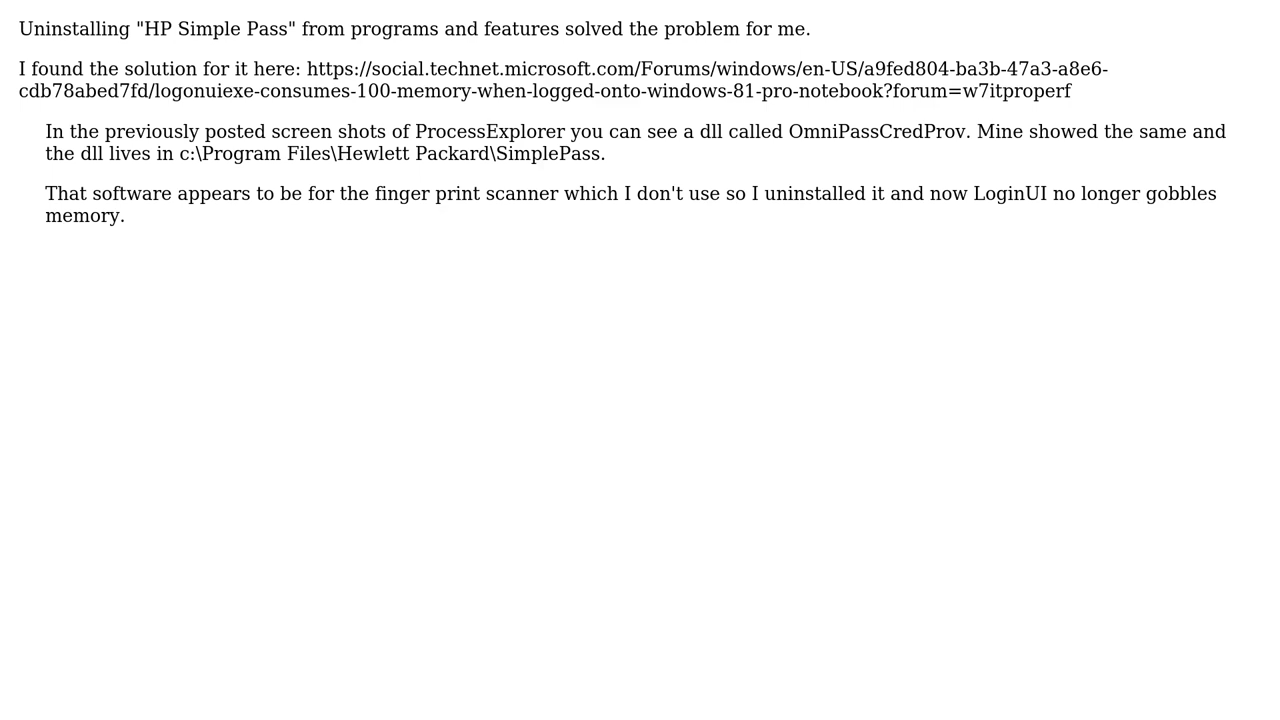 Uninstalling "HP Simple Pass" from programs and features solved the problem for me.
I found the solution for it here: https://social.technet.microsoft.com/Forums/windows/en-US/a9fed804-ba3b-47a3-a8e6-
cdb78abed7fd/logonuiexe-consumes-100-memory-when-logged-onto-windows-81-pro-notebook?forum=w7itproperf
In the previously posted screen shots of ProcessExplorer you can see a dll called OmniPassCredProv. Mine showed the same and
the dll lives in c:\Program Files\Hewlett Packard\SimplePass.
That software appears to be for the finger print scanner which I don't use so I uninstalled it and now LoginUI no longer gobbles
memory.